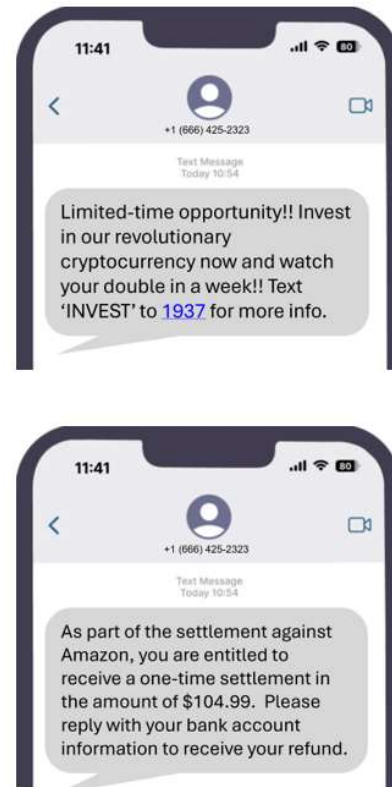 11:41
80
+1 (666) 425-2323
Text Message
Today 10:54
Limited-time opportunity!! Invest
in our revolutionary
cryptocurrency now and watch
your double in a week!! Text
‘INVEST’ to 1937 for more info.
11:41
80
+1 (666) 425-2323
Text Message
Today 10:54
As part of the settlement against
Amazon, you are entitled to
receive a one-time settlement in
the amount of $104.99.  Please
reply with your bank account
information to receive your refund.